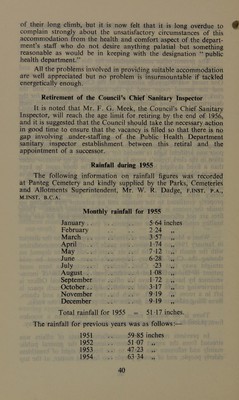 of their long climb, but it is now felt that it is long overdue to
complain strongly about the unsatisfactory circumstances of this
accommodation from the health and comfort aspect of the depart-
ment's staff who do not desire anything palatial but something
reasonable as would be in keeping with the designation " public
health department."
All the problems involved in providing suitable accommodation
are well appreciated but no problem is insurmountable if tackled
energetically enough.
Retirement of the Council's Chief Sanitary Inspector
It is noted that Mr. F. G. Meek, the Council's Chief Sanitary
Inspector, will reach the age limit for retiring by the end of 1956,
and it is suggested that the Council should take the necessary action
in good time to ensure that the vacancy is filled so that there is no
gap involving under-staffing of the Public Health Department
sanitary inspector establishment between this retiral and the
appointment of a successor.
Rainfall during 1955
The following information on rainfall figures was recorded
at Panteg Cemetery and kindly supplied by the Parks, Cemeteries
and Allotments Superintendent, Mr. W. R. Dadge, F.INST. P.A.,
M.INST. B.C.A.
Monthly rainfall for 1955
January . . 5·64 inches
February 2·24 ,,
March . . 3·57 ,,
April 1·74 ,,
May 7·12 ,,
June 6·28 ,,
July ·23 ,,
August . . 1·08 ,,
September 1·72 ,,
October . . 3·17 ,,
November 9·19 ,,
December 9·19 ,,
Total rainfall for 1955 = 51·17 inches.
The rainfall for previous years was as follows :—
1951 59·85 inches
1952 51·07 ,,
1953 47·23 ,,
1954 63·34 ,,
40